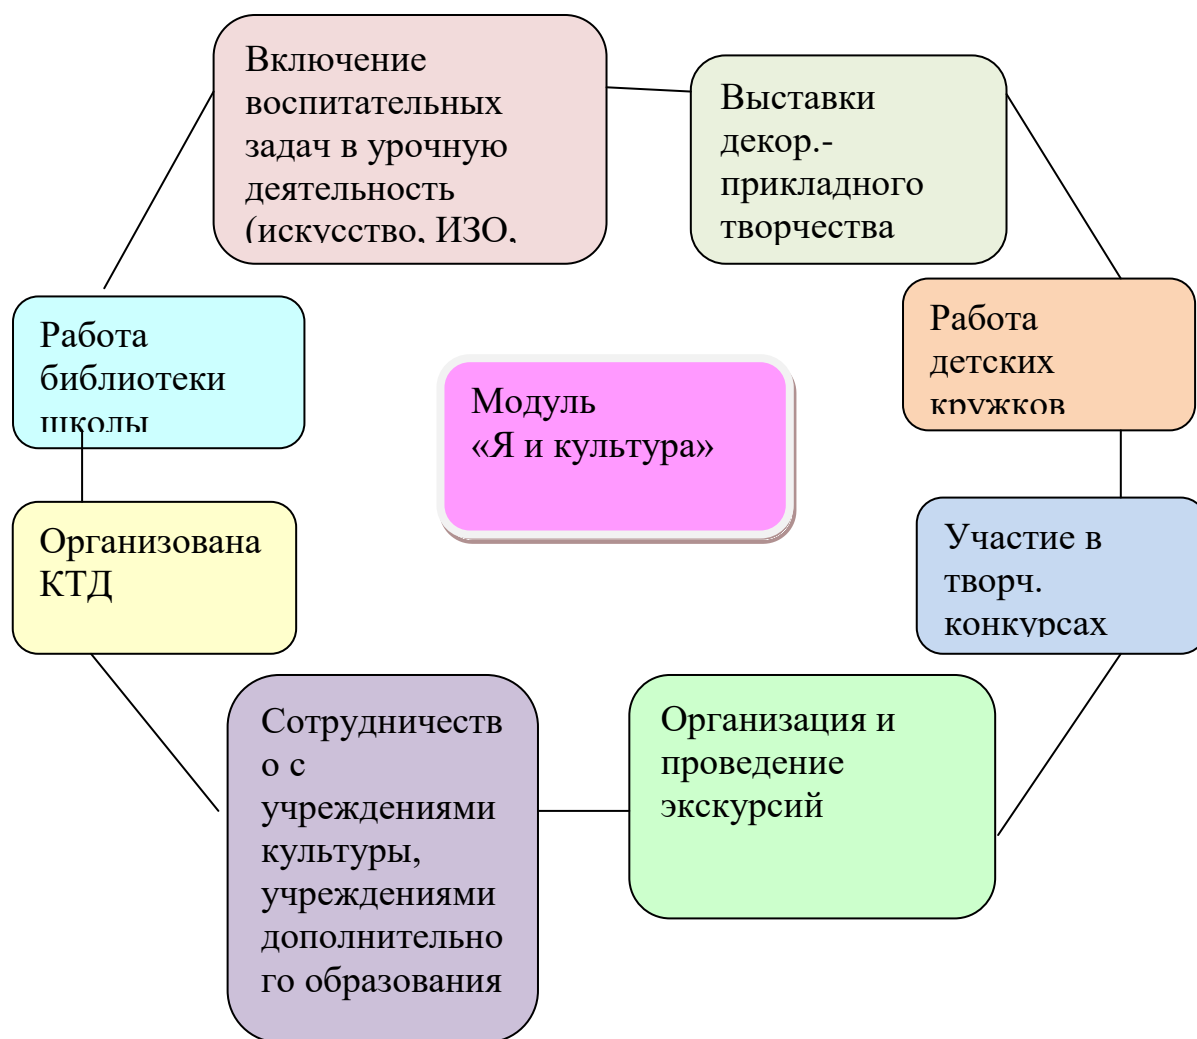 Включение
воспитательных
задач в урочную
деятельность
(искусство, ИЗО,
Выставки
декор.-
прикладного
творчества
Работа
библиотеки
школы
Модуль
«Я и культура»
Работа
детских
кружков
Организована
КТД
Участие в
творч.
конкурсах
Сотрудничеств
о с
учреждениями
культуры,
учреждениями
дополнительно
го образования
Организация и
проведение
экскурсий